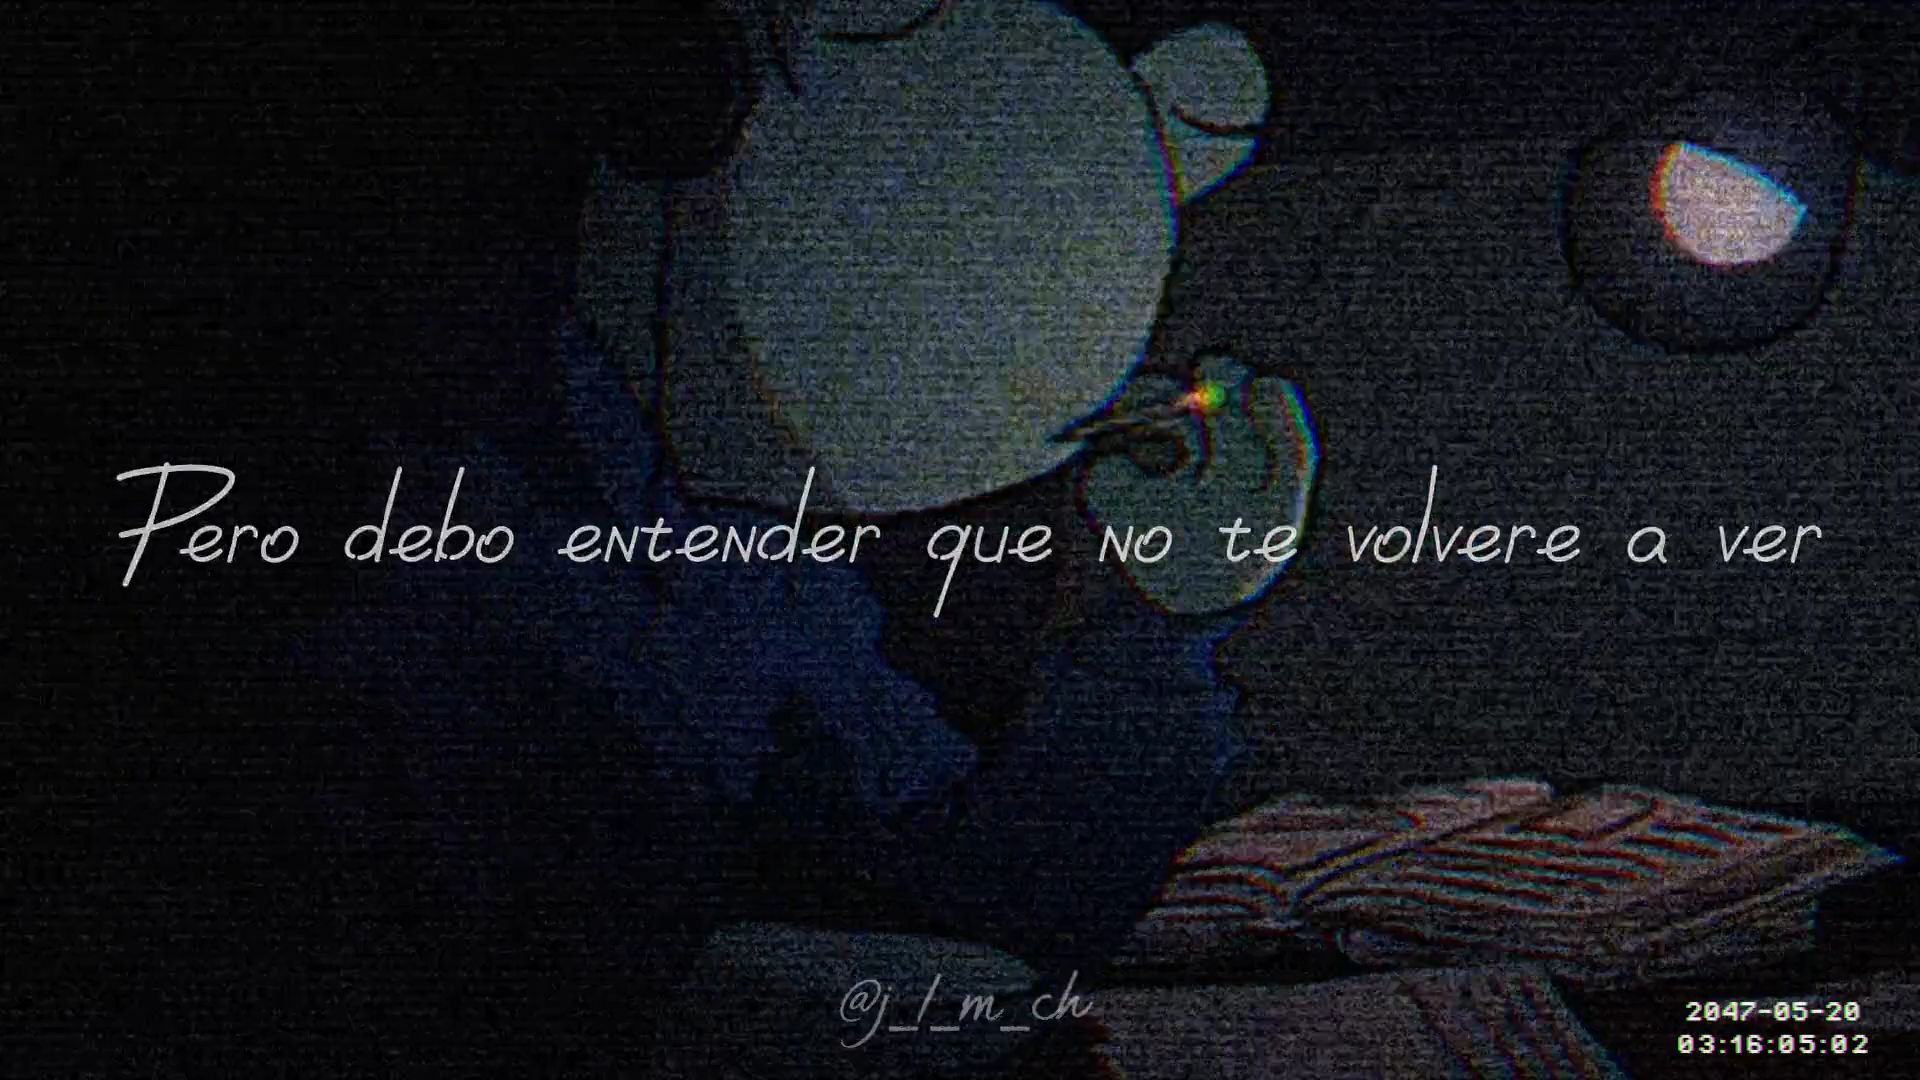 Pero debo entender que no te volvere a ver
@j_l_m_ch
2047-05-20
03:16:05:02